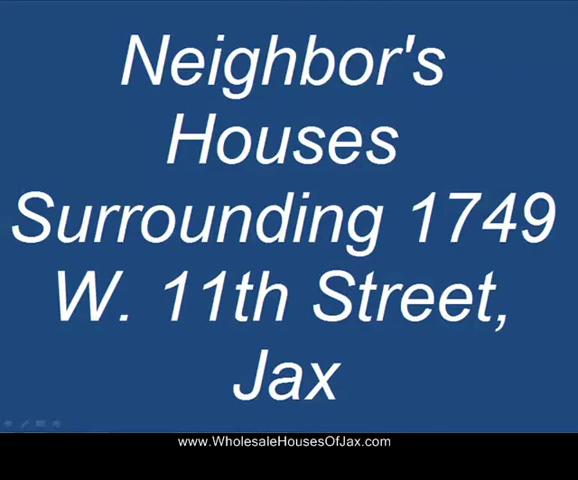 Neighbor's
Houses
Surrounding 1749
W. 11th Street,
Jax
www.WholesaleHousesOfJax.com